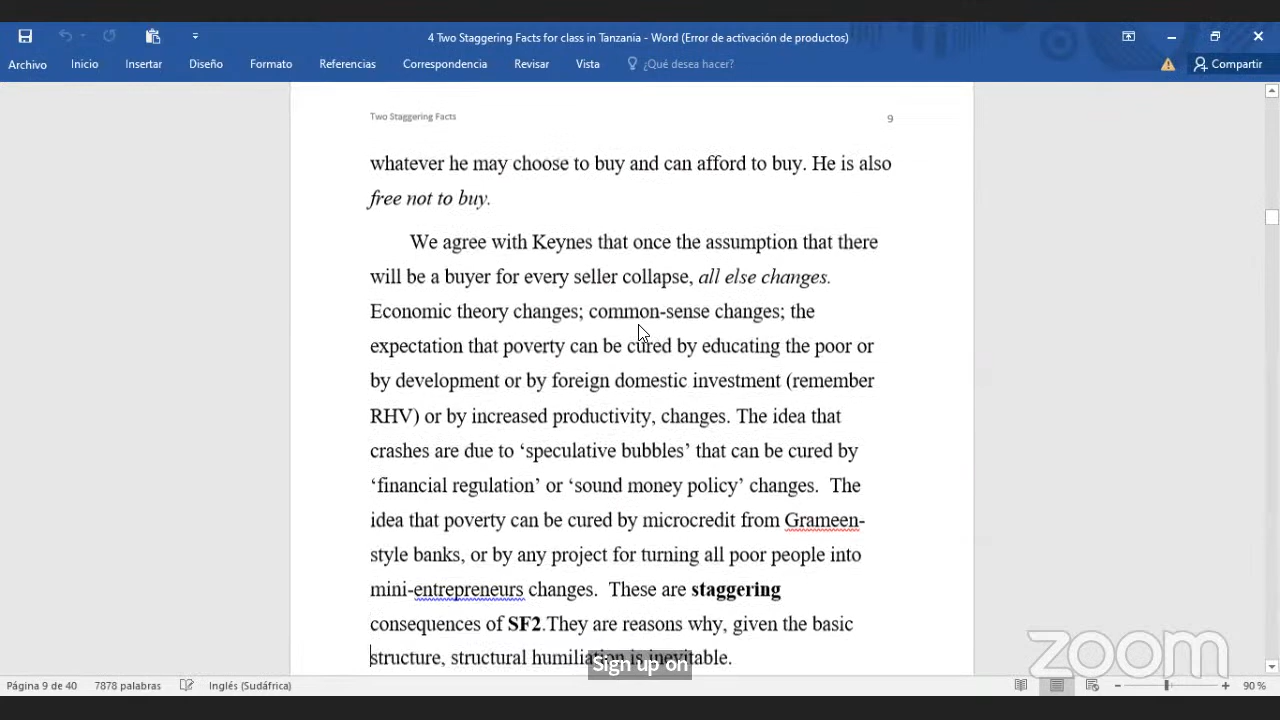 4 Two Staggering Facts for class in Tanzania - Word (Error de activación de productos)
Archivo Inicio Insertar Diseño Formato Referencias Correspondencia Revisar Vista ¿Qué desea hacer? Compartir
Two Staggering Facts 9
whatever he may choose to buy and can afford to buy. He is also
free not to buy.
We agree with Keynes that once the assumption that there
will be a buyer for every seller collapse, all else changes.
Economic theory changes; common-sense changes; the
expectation that poverty can be cured by educating the poor or
by development or by foreign domestic investment (remember
RHV) or by increased productivity, changes. The idea that
crashes are due to ‘speculative bubbles’ that can be cured by
‘financial regulation’ or ‘sound money policy’ changes.  The
idea that poverty can be cured by microcredit from Grameen-
style banks, or by any project for turning all poor people into
mini-entrepreneurs changes.  These are staggering
consequences of SF2.They are reasons why, given the basic
structure, structural humiliation is inevitable.
Sign up on
zoom
Página 9 de 40 7878 palabras Inglés (Sudáfrica) 90 %